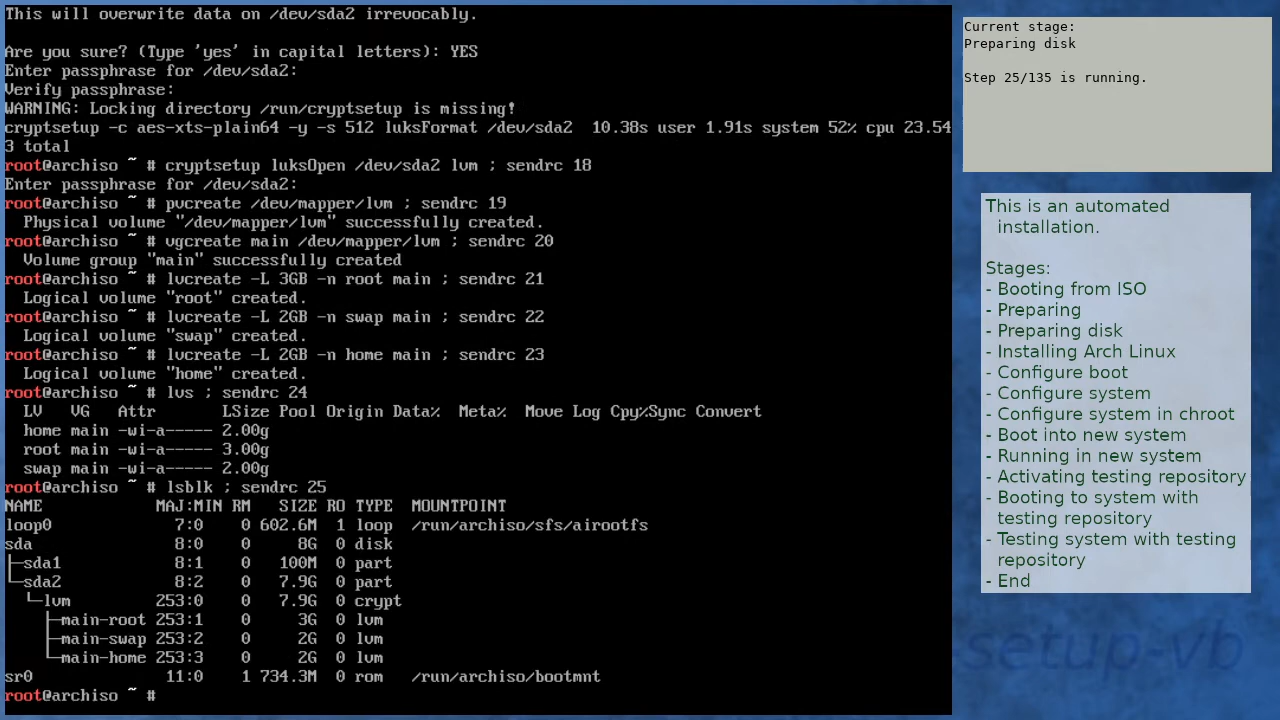 This will overwrite data on /dev/sda2 irrevocably.
Are you sure? (Type 'yes' in capital letters): YES
Enter passphrase for /dev/sda2:
Verify passphrase:
WARNING: Locking directory /run/cryptsetup is missing!
cryptsetup -c aes-xts-plain64 -y -s 512 luksFormat /dev/sda2  10.38s user 1.91s system 52% cpu 23.54
3 total
root@archiso ~ # cryptsetup luksOpen /dev/sda2 lvm ; sendrc 18
Enter passphrase for /dev/sda2:
root@archiso ~ # pvcreate /dev/mapper/lvm ; sendrc 19
  Physical volume "/dev/mapper/lvm" successfully created.
root@archiso ~ # vgcreate main /dev/mapper/lvm ; sendrc 20
  Volume group "main" successfully created
root@archiso ~ # lvcreate -L 3GB -n root main ; sendrc 21
  Logical volume "root" created.
root@archiso ~ # lvcreate -L 2GB -n swap main ; sendrc 22
  Logical volume "swap" created.
root@archiso ~ # lvcreate -L 2GB -n home main ; sendrc 23
  Logical volume "home" created.
root@archiso ~ # lvs ; sendrc 24
  LV   VG   Attr       LSize Pool Origin Data%  Meta%  Move Log Cpy%Sync Convert
  home main -wi-a----- 2.00g
  root main -wi-a----- 3.00g
  swap main -wi-a----- 2.00g
root@archiso ~ # lsblk ; sendrc 25
NAME            MAJ:MIN RM   SIZE RO TYPE  MOUNTPOINT
loop0             7:0    0 602.6M  1 loop  /run/archiso/sfs/airootfs
sda               8:0    0     8G  0 disk
├─sda1            8:1    0   100M  0 part
└─sda2            8:2    0   7.9G  0 part
  └─lvm         253:0    0   7.9G  0 crypt
    ├─main-root 253:1    0     3G  0 lvm
    ├─main-swap 253:2    0     2G  0 lvm
    └─main-home 253:3    0     2G  0 lvm
sr0              11:0    1 734.3M  0 rom   /run/archiso/bootmnt
root@archiso ~ #
Current stage:
Preparing disk
Step 25/135 is running.
This is an automated
installation.
Stages:
- Booting from ISO
- Preparing
- Preparing disk
- Installing Arch Linux
- Configure boot
- Configure system
- Configure system in chroot
- Boot into new system
- Running in new system
- Activating testing repository
- Booting to system with
testing repository
- Testing system with testing
repository
- End
setup-vb